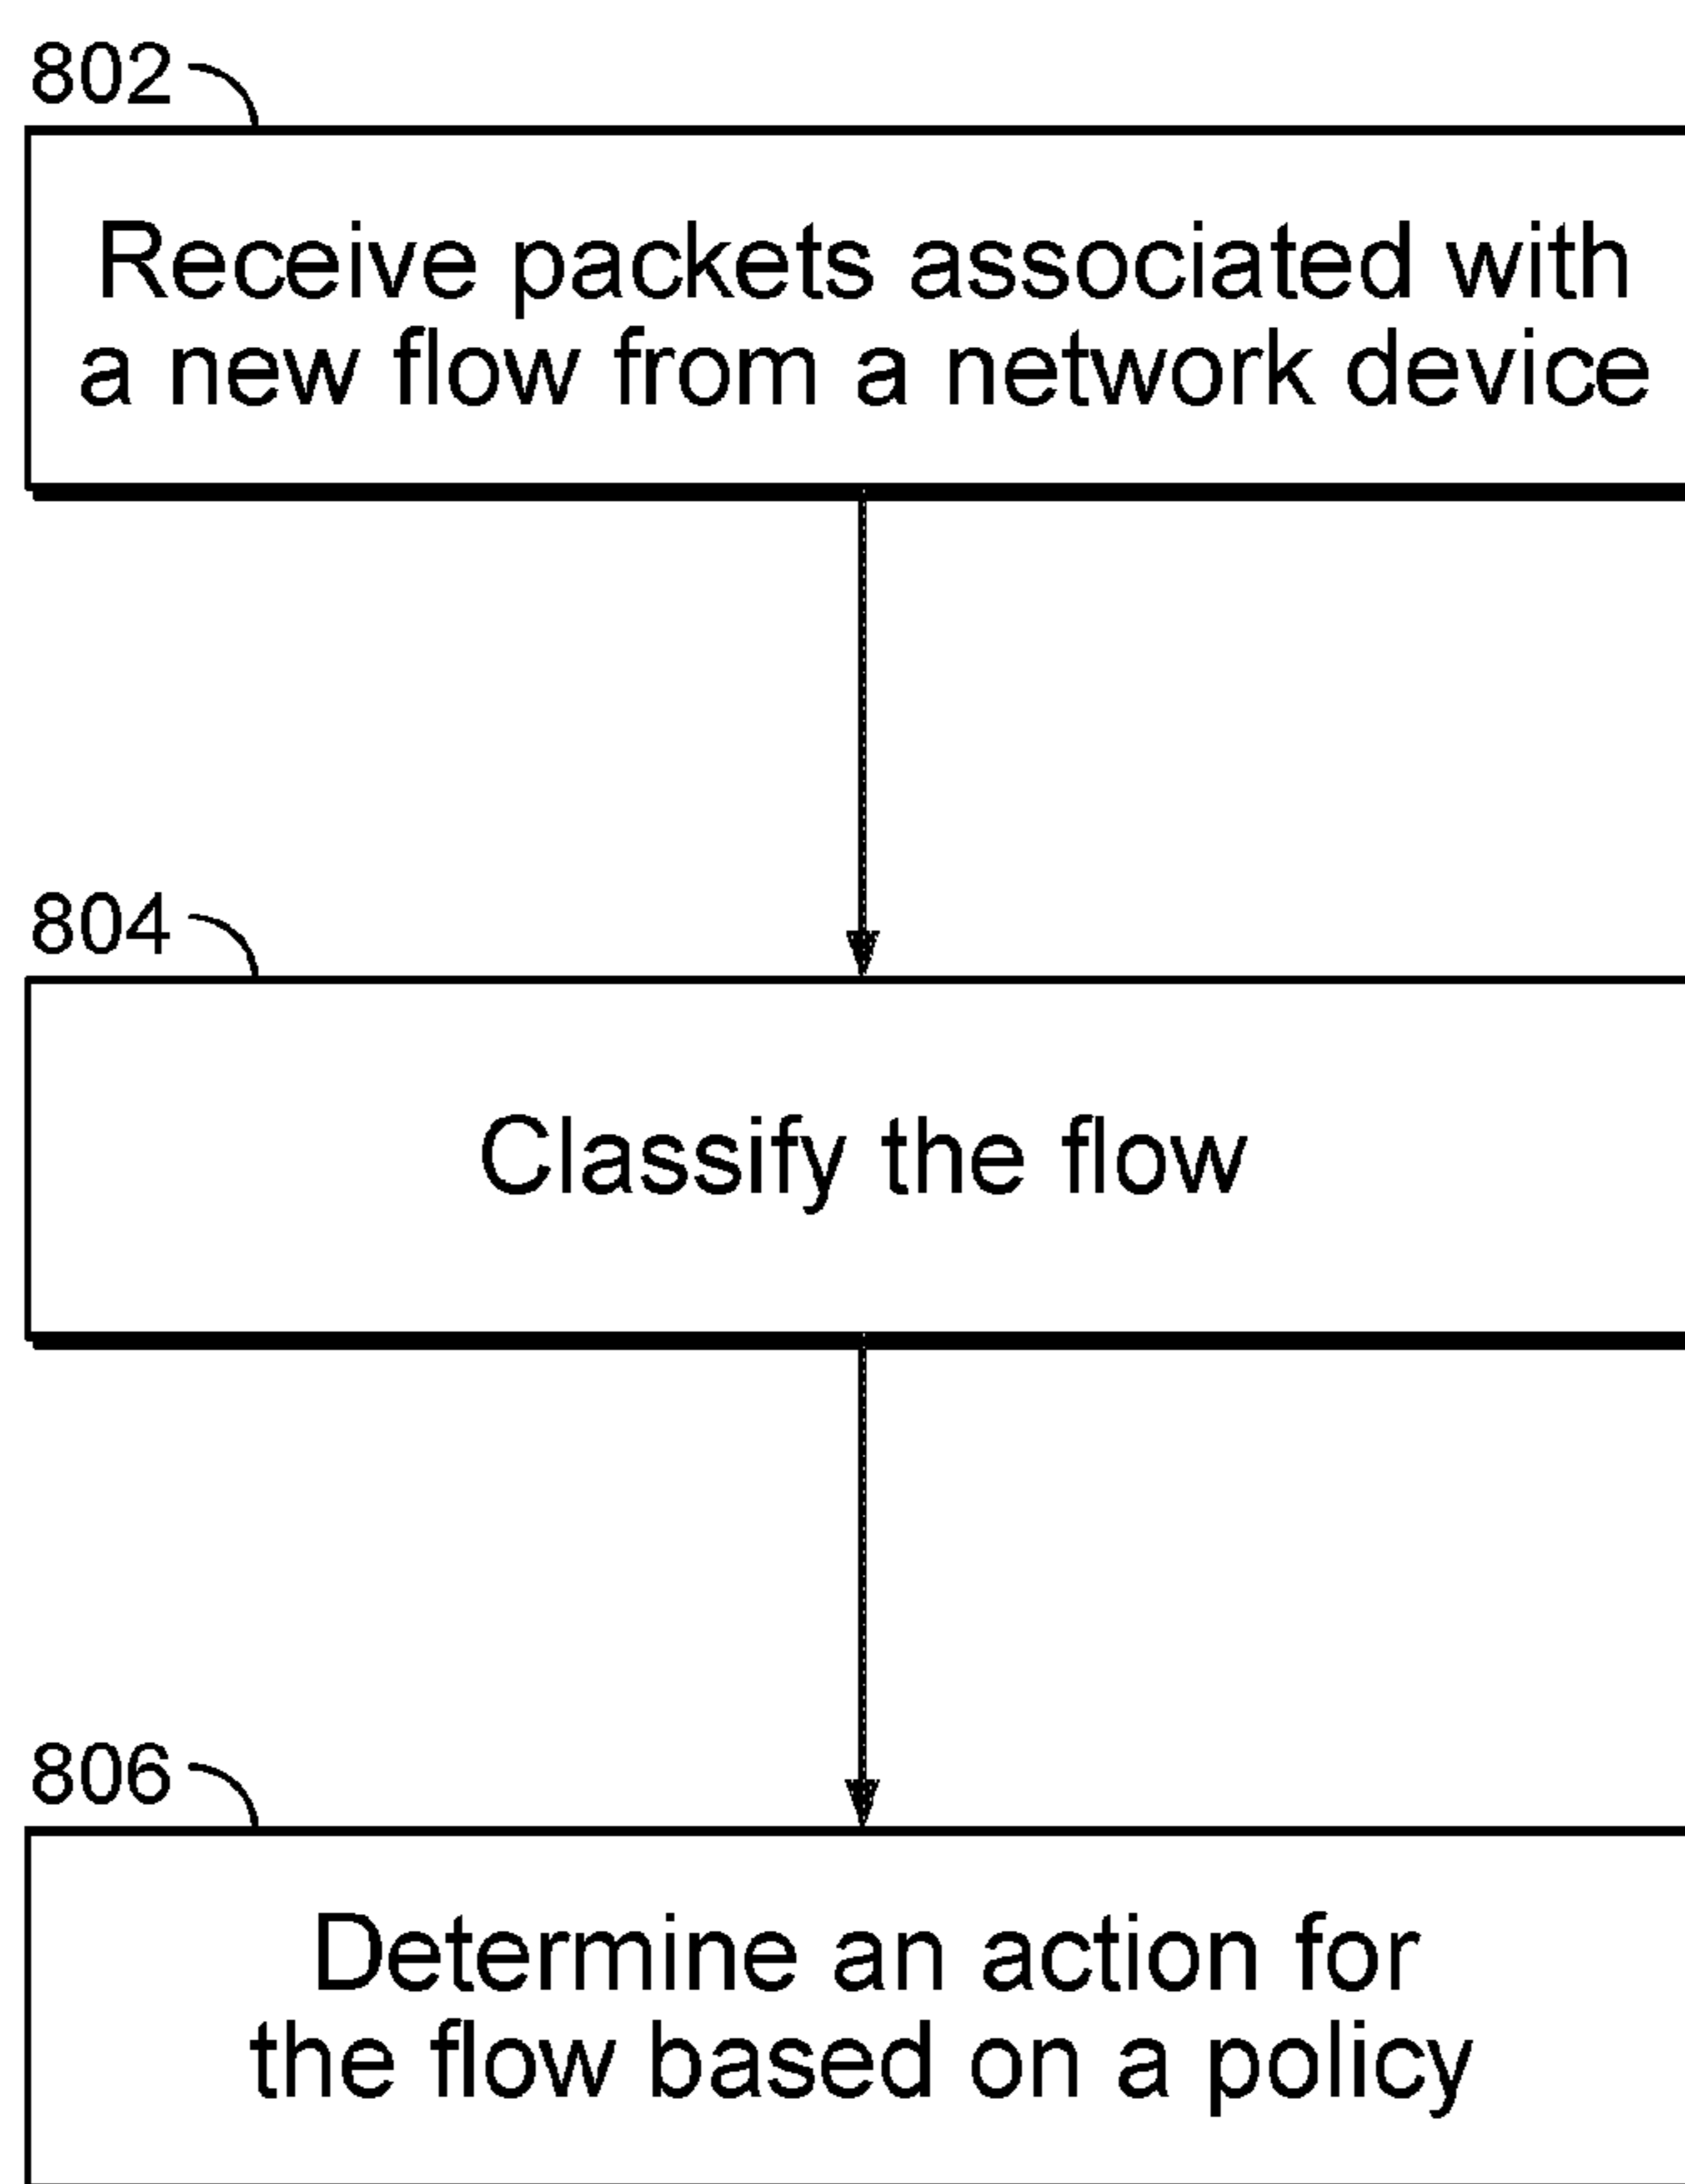 802
Receive packets associated with
a new flow from a network device
804
Classify the flow
806
Determine an action for
the flow based on a policy